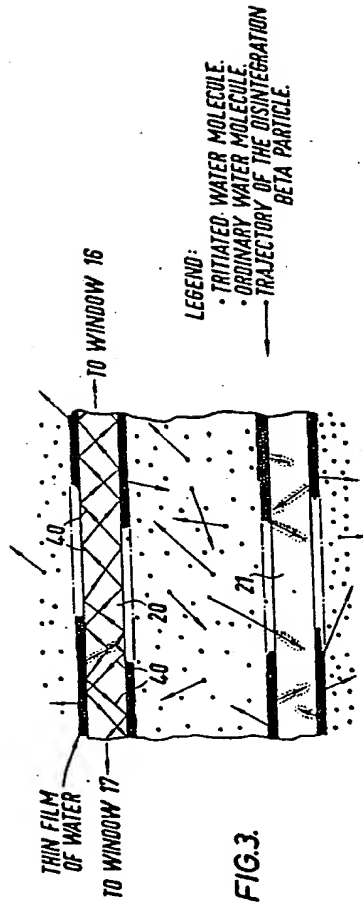 THIN FILM
OF WATER
TO WINDOW 17
TO WINDOW 16
40
20
40
21
FIG.3.
LEGEND:
• TRITIATED WATER MOLECULE.
• ORDINARY WATER MOLECULE.
TRAJECTORY OF THE DISINTEGRATION
BETA PARTICLE.